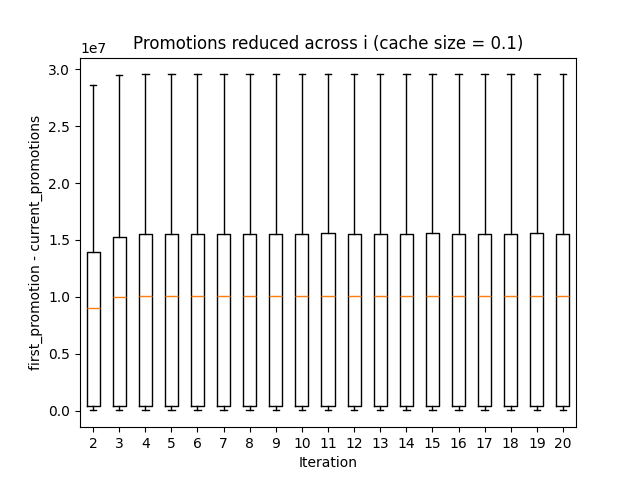 Promotions reduced across i (cache size = 0.1)
1e7
3.0
2.5
2.0
1.5
1.0
0.5
0.0
first_promotion - current_promotions
2 3 4 5 6 7 8 9 10 11 12 13 14 15 16 17 18 19 20
Iteration